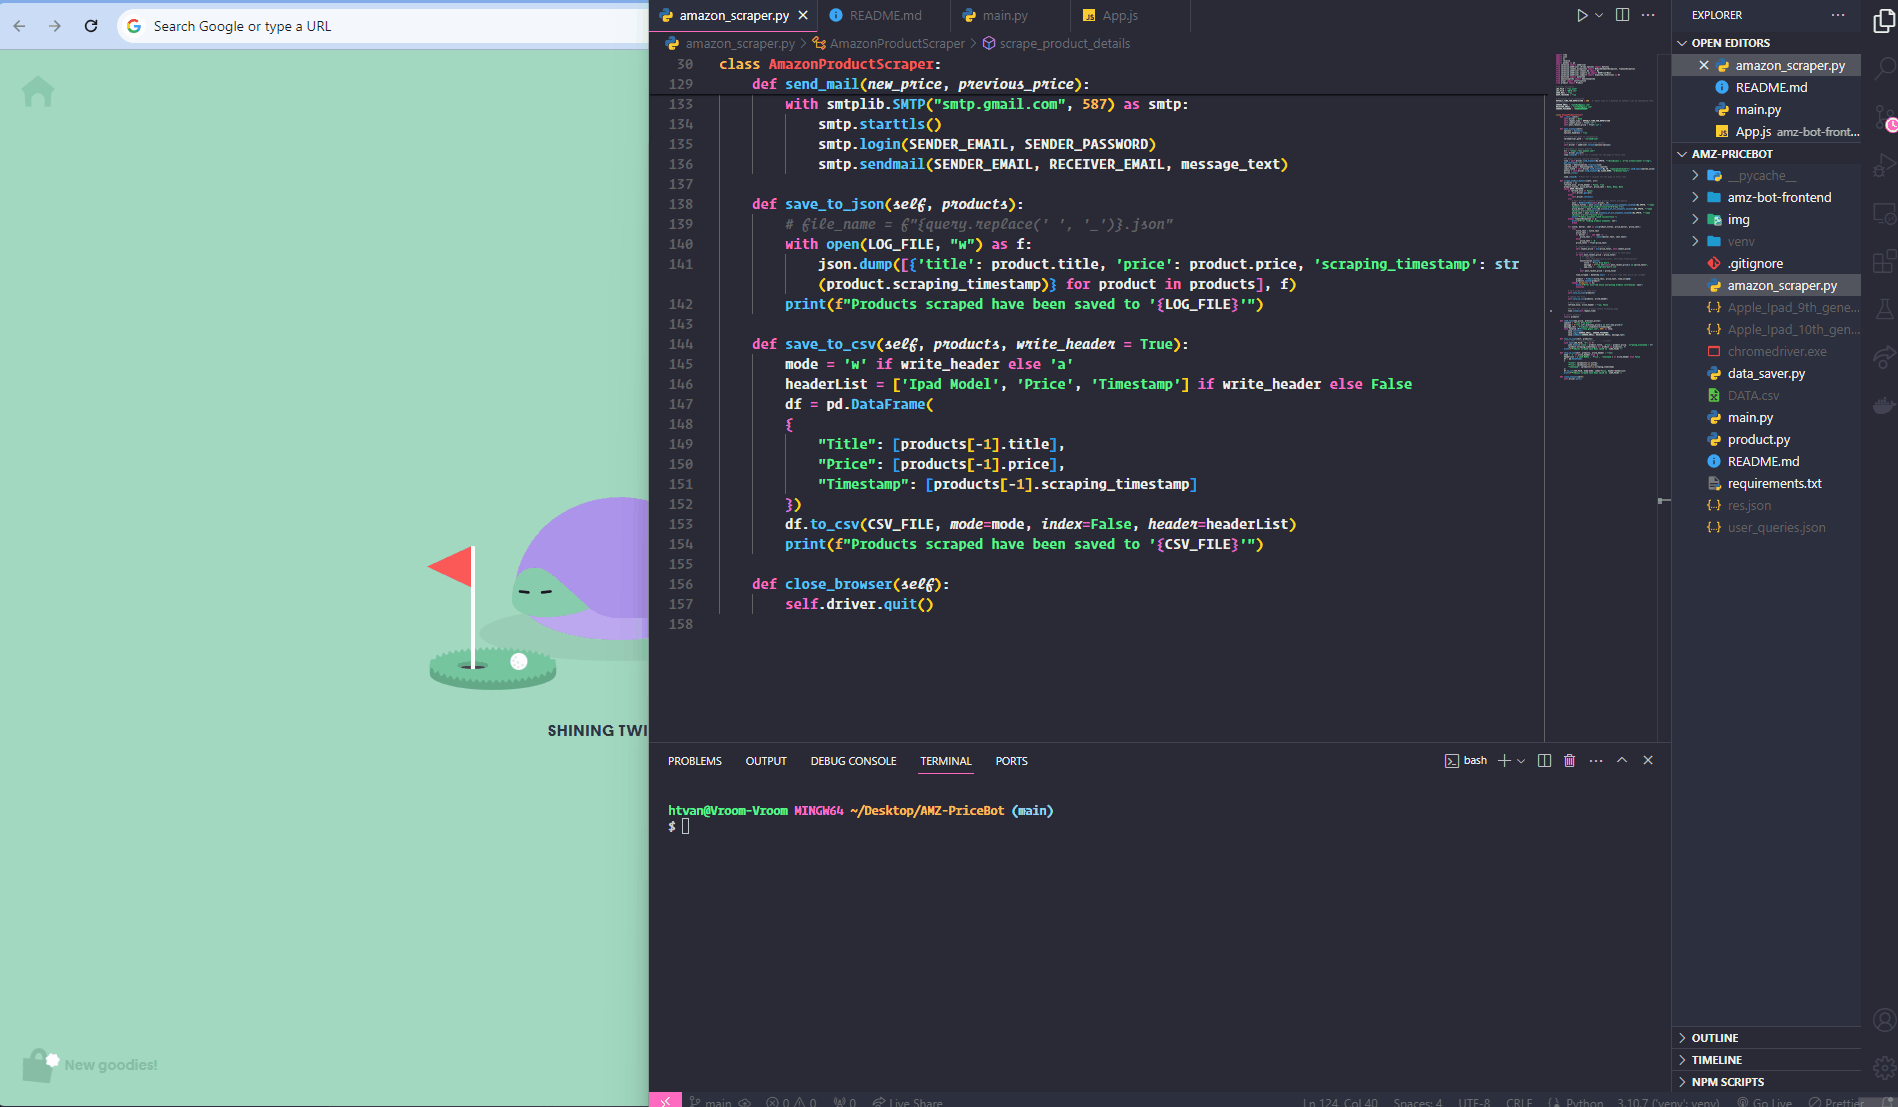 Search Google or type a URL
SHINING TWI
New goodies!
amazon_scraper.py
README.md
main.py
App.js
amazon_scraper.py > AmazonProductScraper > scrape_product_details
30 class AmazonProductScraper:
129 def send_mail(new_price, previous_price):
133 with smtplib.SMTP("smtp.gmail.com", 587) as smtp:
134 smtp.starttls()
135 smtp.login(SENDER_EMAIL, SENDER_PASSWORD)
136 smtp.sendmail(SENDER_EMAIL, RECEIVER_EMAIL, message_text)
137
138 def save_to_json(self, products):
139 # file_name = f"{query.replace(' ', '_')}.json"
140 with open(LOG_FILE, "w") as f:
141 json.dump([{'title': product.title, 'price': product.price, 'scraping_timestamp': str
(product.scraping_timestamp)} for product in products], f)
142 print(f"Products scraped have been saved to '{LOG_FILE}'")
143
144 def save_to_csv(self, products, write_header = True):
145 mode = 'w' if write_header else 'a'
146 headerList = ['Ipad Model', 'Price', 'Timestamp'] if write_header else False
147 df = pd.DataFrame(
148 {
149 "Title": [products[-1].title],
150 "Price": [products[-1].price],
151 "Timestamp": [products[-1].scraping_timestamp]
152 })
153 df.to_csv(CSV_FILE, mode=mode, index=False, header=headerList)
154 print(f"Products scraped have been saved to '{CSV_FILE}'")
155
156 def close_browser(self):
157 self.driver.quit()
158
PROBLEMS OUTPUT DEBUG CONSOLE TERMINAL PORTS
bash
htvan@Vroom-Vroom MINGW64 ~/Desktop/AMZ-PriceBot (main)
$
EXPLORER
OPEN EDITORS
amazon_scraper.py
README.md
main.py
App.js amz-bot-front...
AMZ-PRICEBOT
__pycache__
amz-bot-frontend
img
venv
.gitignore
amazon_scraper.py
Apple_Ipad_9th_gene...
Apple_Ipad_10th_gen...
chromedriver.exe
data_saver.py
DATA.csv
main.py
product.py
README.md
requirements.txt
res.json
user_queries.json
OUTLINE
TIMELINE
NPM SCRIPTS
main 0 0 0 Live Share Ln 124, Col 40 Spaces: 4 UTF-8 CRLF Python 3.10.7 ('venv': venv) Go Live Prettier